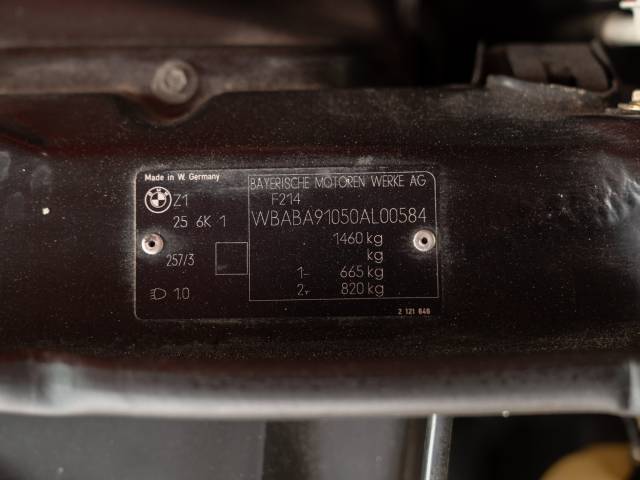 Made in W. Germany
BMW Z1
25 6K 1
257/3
1.0
BAYERISCHE MOTOREN WERKE AG
F214
WBABA91050AL00584
1460 kg
kg
1- 665 kg
2- 820 kg
2 121 646